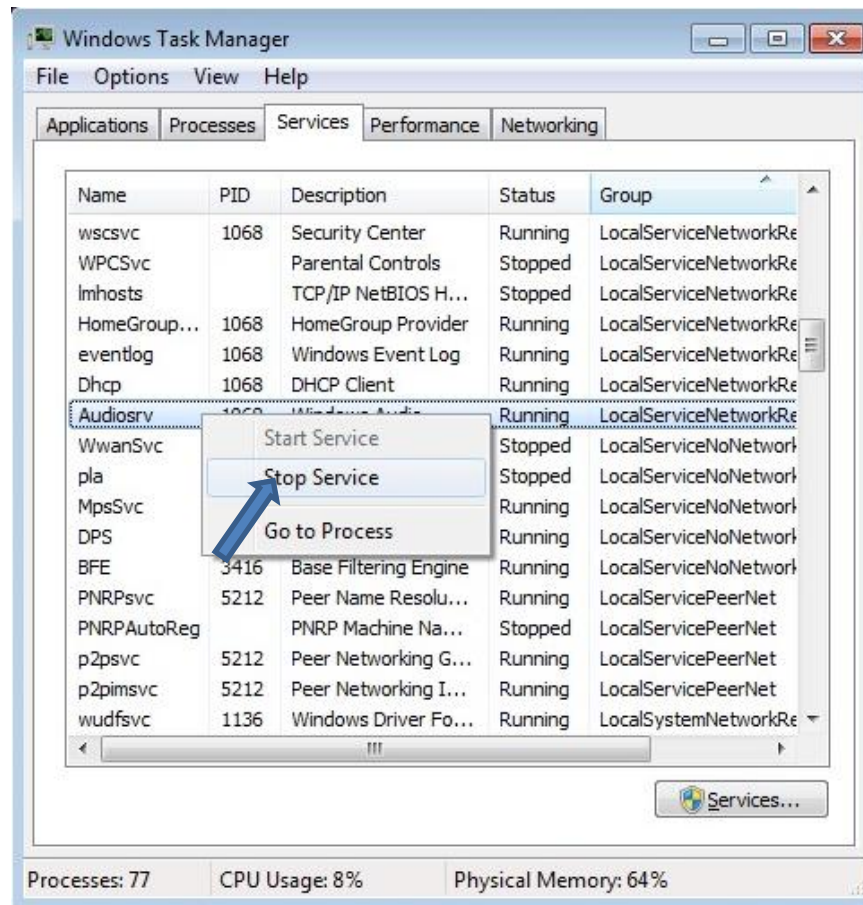 Windows Task Manager
File Options View Help
Applications Processes Services Performance Networking
Name PID Description Status Group
wscsvc 1068 Security Center Running LocalServiceNetworkRe
WPCSvc Parental Controls Stopped LocalServiceNetworkRe
lmhosts TCP/IP NetBIOS H... Stopped LocalServiceNetworkRe
HomeGroup... 1068 HomeGroup Provider Running LocalServiceNetworkRe
eventlog 1068 Windows Event Log Running LocalServiceNetworkRe
Dhcp 1068 DHCP Client Running LocalServiceNetworkRe
Audiosrv 1068 Windows Audio Running LocalServiceNetworkRe
Start Service
WwanSvc Stopped LocalServiceNoNetwork
pla Stop Service Stopped LocalServiceNoNetwork
MpsSvc Running LocalServiceNoNetwork
DPS Go to Process Running LocalServiceNoNetwork
BFE 3416 Base Filtering Engine Running LocalServiceNoNetwork
PNRPsvc 5212 Peer Name Resolu... Running LocalServicePeerNet
PNRPAutoReg PNRP Machine Na... Stopped LocalServicePeerNet
p2psvc 5212 Peer Networking G... Running LocalServicePeerNet
p2pimsvc 5212 Peer Networking I... Running LocalServicePeerNet
wudfsvc 1136 Windows Driver Fo... Running LocalSystemNetworkRe
Services...
Processes: 77 CPU Usage: 8% Physical Memory: 64%